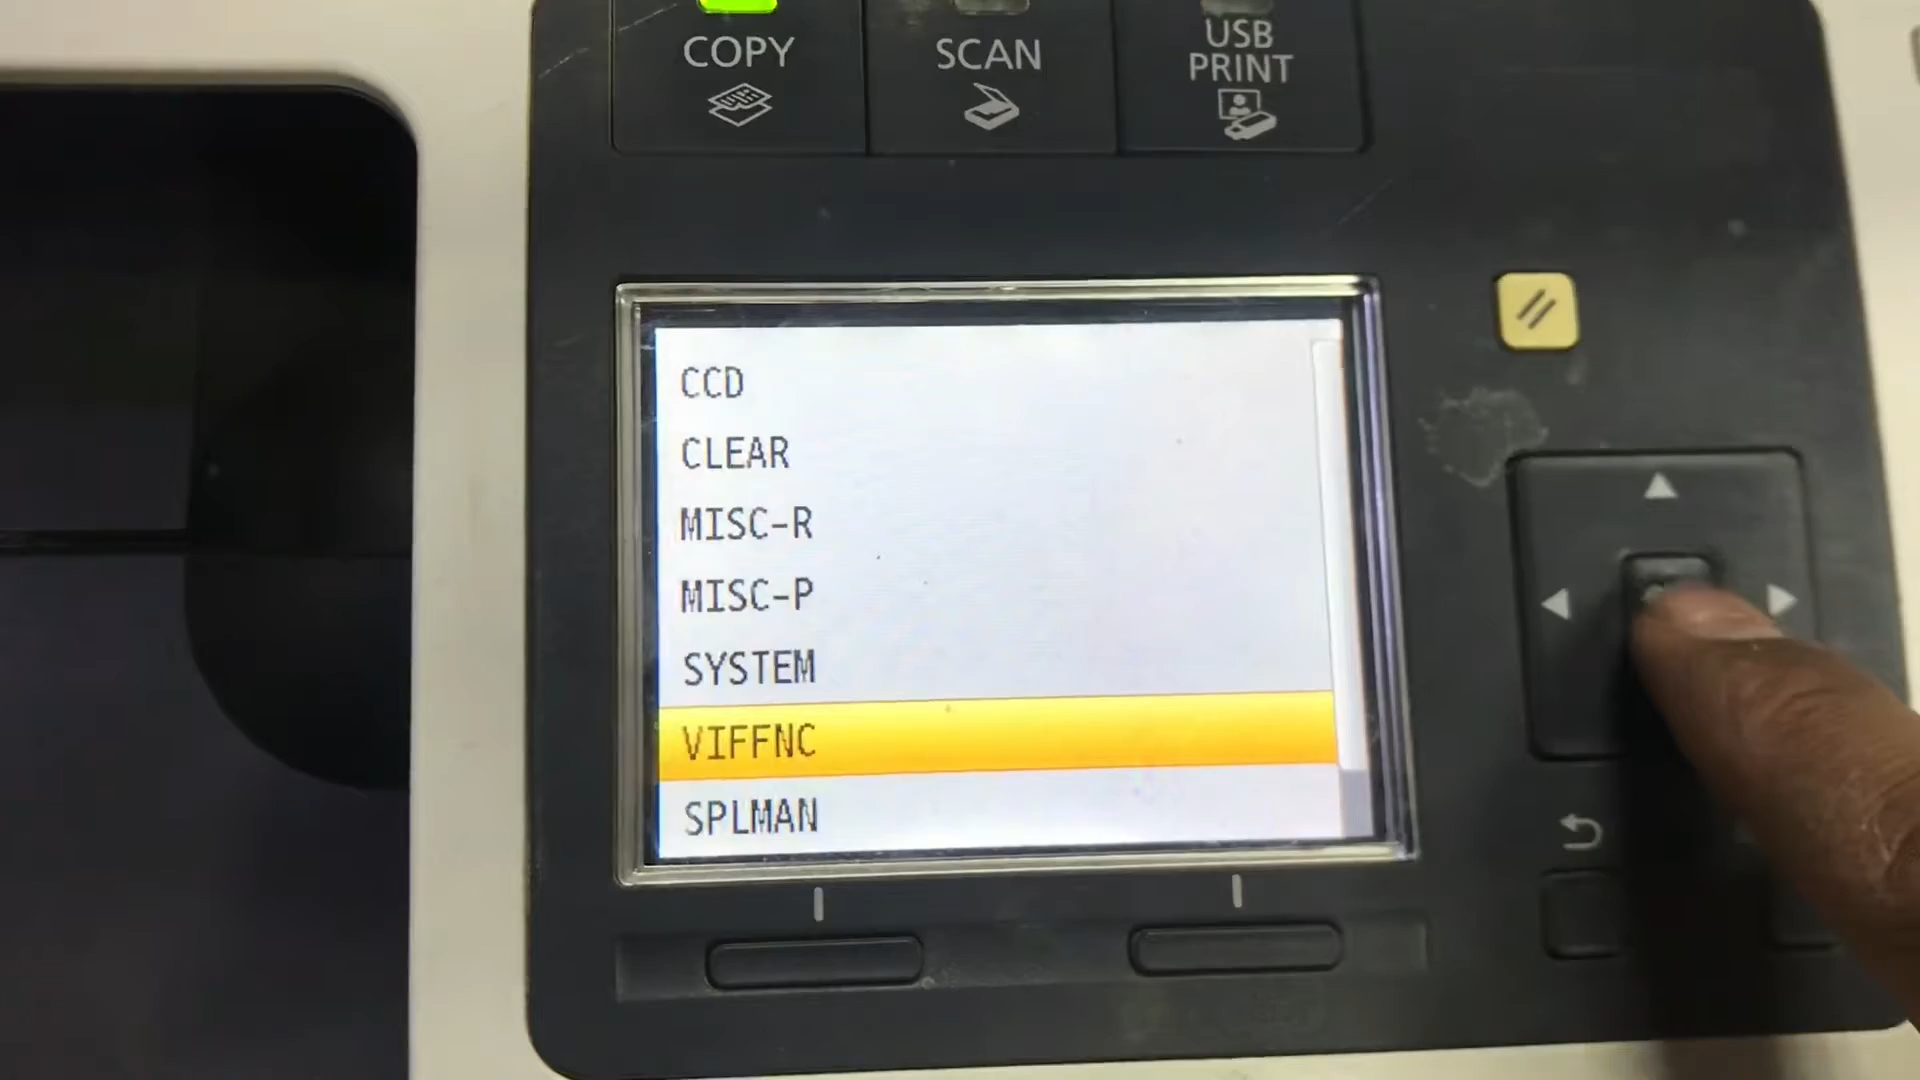 COPY
SCAN
USB
PRINT
CCD
CLEAR
MISC-R
MISC-P
SYSTEM
VIFFNC
SPLMAN